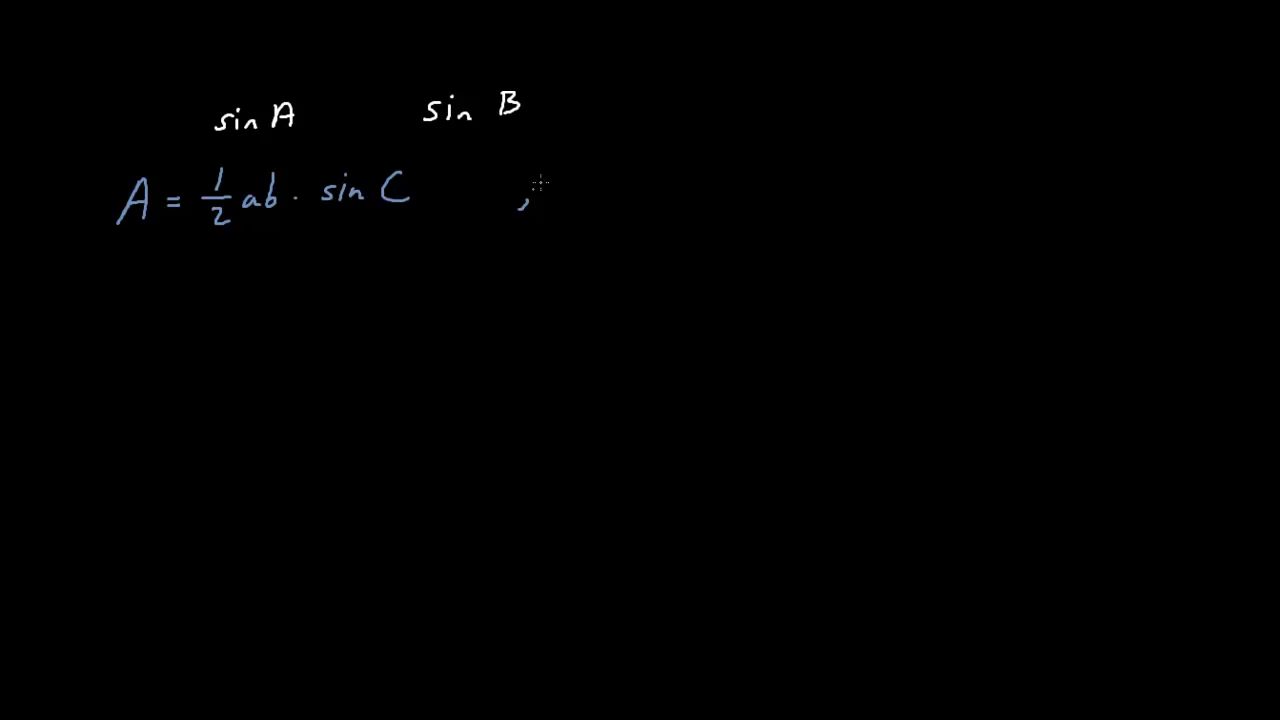 sin A sin B
A = 1/2 ab · sin C ,